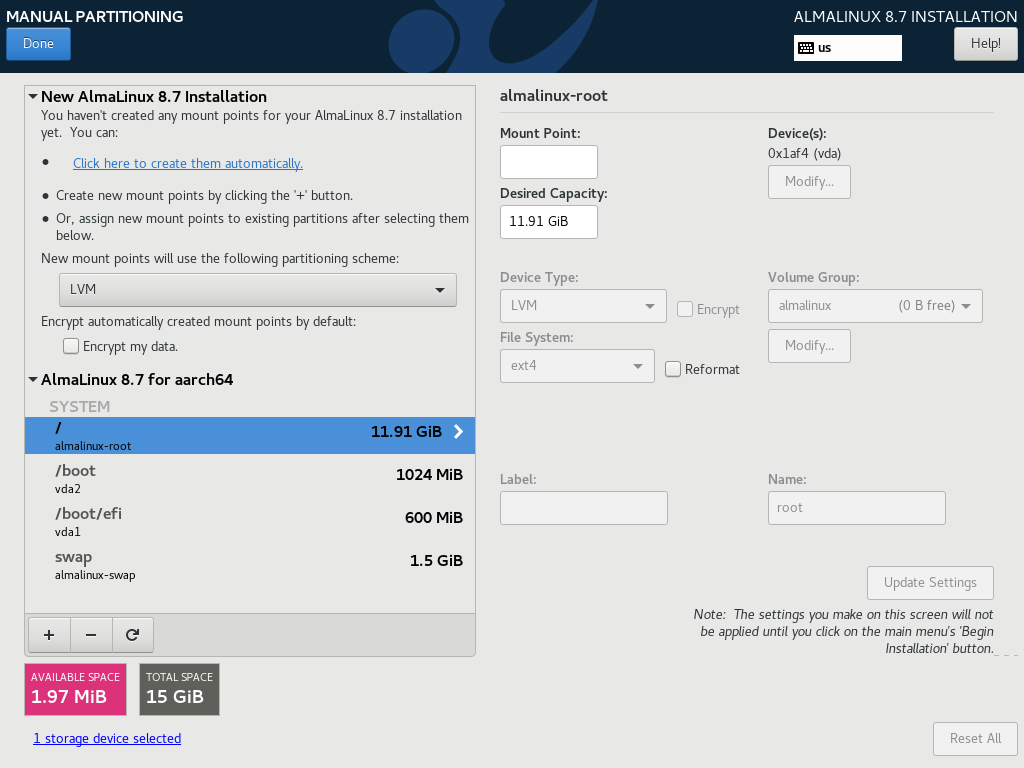 MANUAL PARTITIONING
ALMALINUX 8.7 INSTALLATION
Done
us
Help!
New AlmaLinux 8.7 Installation
You haven't created any mount points for your AlmaLinux 8.7 installation
yet.  You can:
• Click here to create them automatically.
• Create new mount points by clicking the '+' button.
• Or, assign new mount points to existing partitions after selecting them
below.
New mount points will use the following partitioning scheme:
LVM
Encrypt automatically created mount points by default:
Encrypt my data.
AlmaLinux 8.7 for aarch64
SYSTEM
/
11.91 GiB
almalinux-root
/boot
1024 MiB
vda2
/boot/efi
600 MiB
vda1
swap
1.5 GiB
almalinux-swap
+ −
AVAILABLE SPACE
1.97 MiB
TOTAL SPACE
15 GiB
1 storage device selected
almalinux-root
Mount Point:
Device(s):
0x1af4 (vda)
Modify...
Desired Capacity:
11.91 GiB
Device Type:
Volume Group:
LVM
Encrypt
almalinux (0 B free)
File System:
Modify...
ext4
Reformat
Label:
Name:
root
Update Settings
Note:  The settings you make on this screen will not
be applied until you click on the main menu's 'Begin
Installation' button.
Reset All